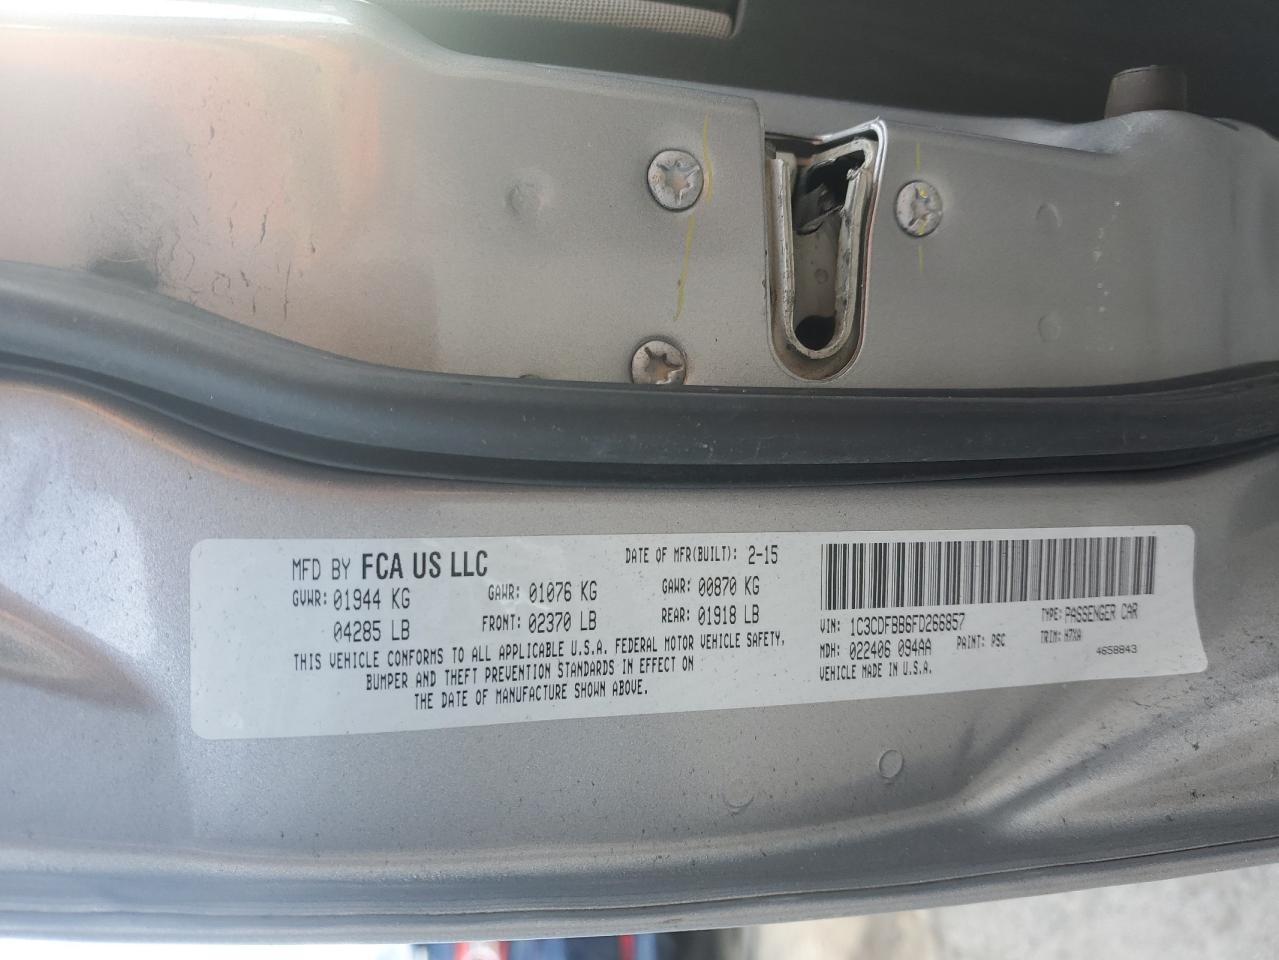 MFD BY FCA US LLC DATE OF MFR(BUILT): 2-15
GVWR: 01944 KG GAWR: 01076 KG GAWR: 00870 KG
04285 LB FRONT: 02370 LB REAR: 01918 LB
THIS VEHICLE CONFORMS TO ALL APPLICABLE U.S.A. FEDERAL MOTOR VEHICLE SAFETY,
BUMPER AND THEFT PREVENTION STANDARDS IN EFFECT ON
THE DATE OF MANUFACTURE SHOWN ABOVE.
VIN: 1C3CDFBB6FD266857 TYPE: PASSENGER CAR
MDH: 022406 094AA PAINT: PSC TRIM: H7XA
VEHICLE MADE IN U.S.A. 4658843